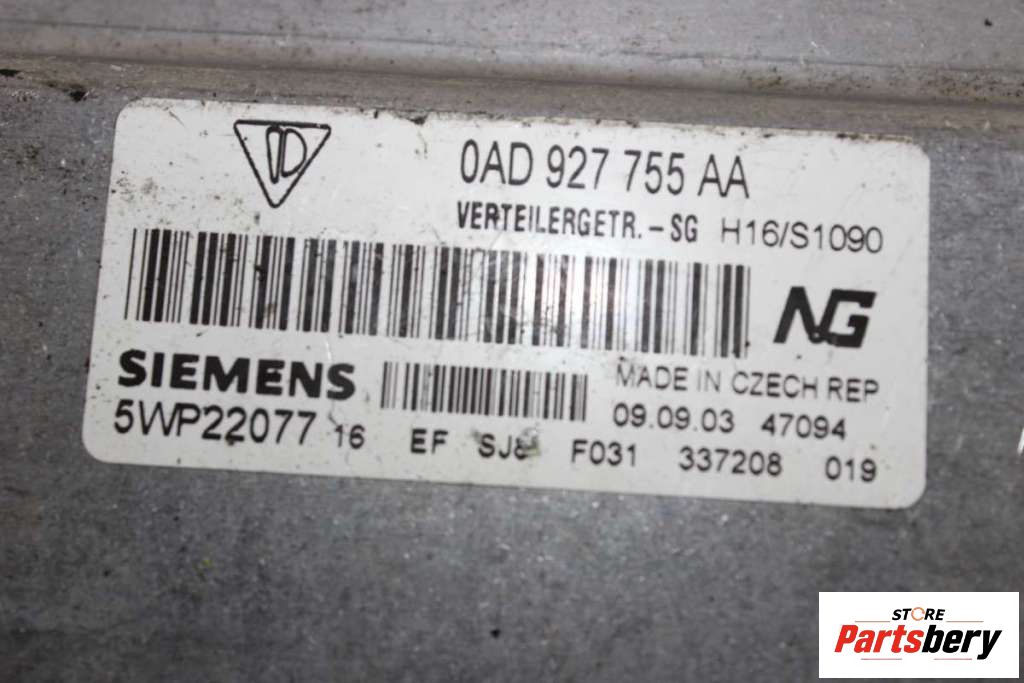 0AD 927 755 AA
VERTEILERGETR.-SG H16/S1090
NG
SIEMENS
MADE IN CZECH REP
09.09.03 47094
5WP22077 16 EF F031 337208 019
STORE
Partsbery